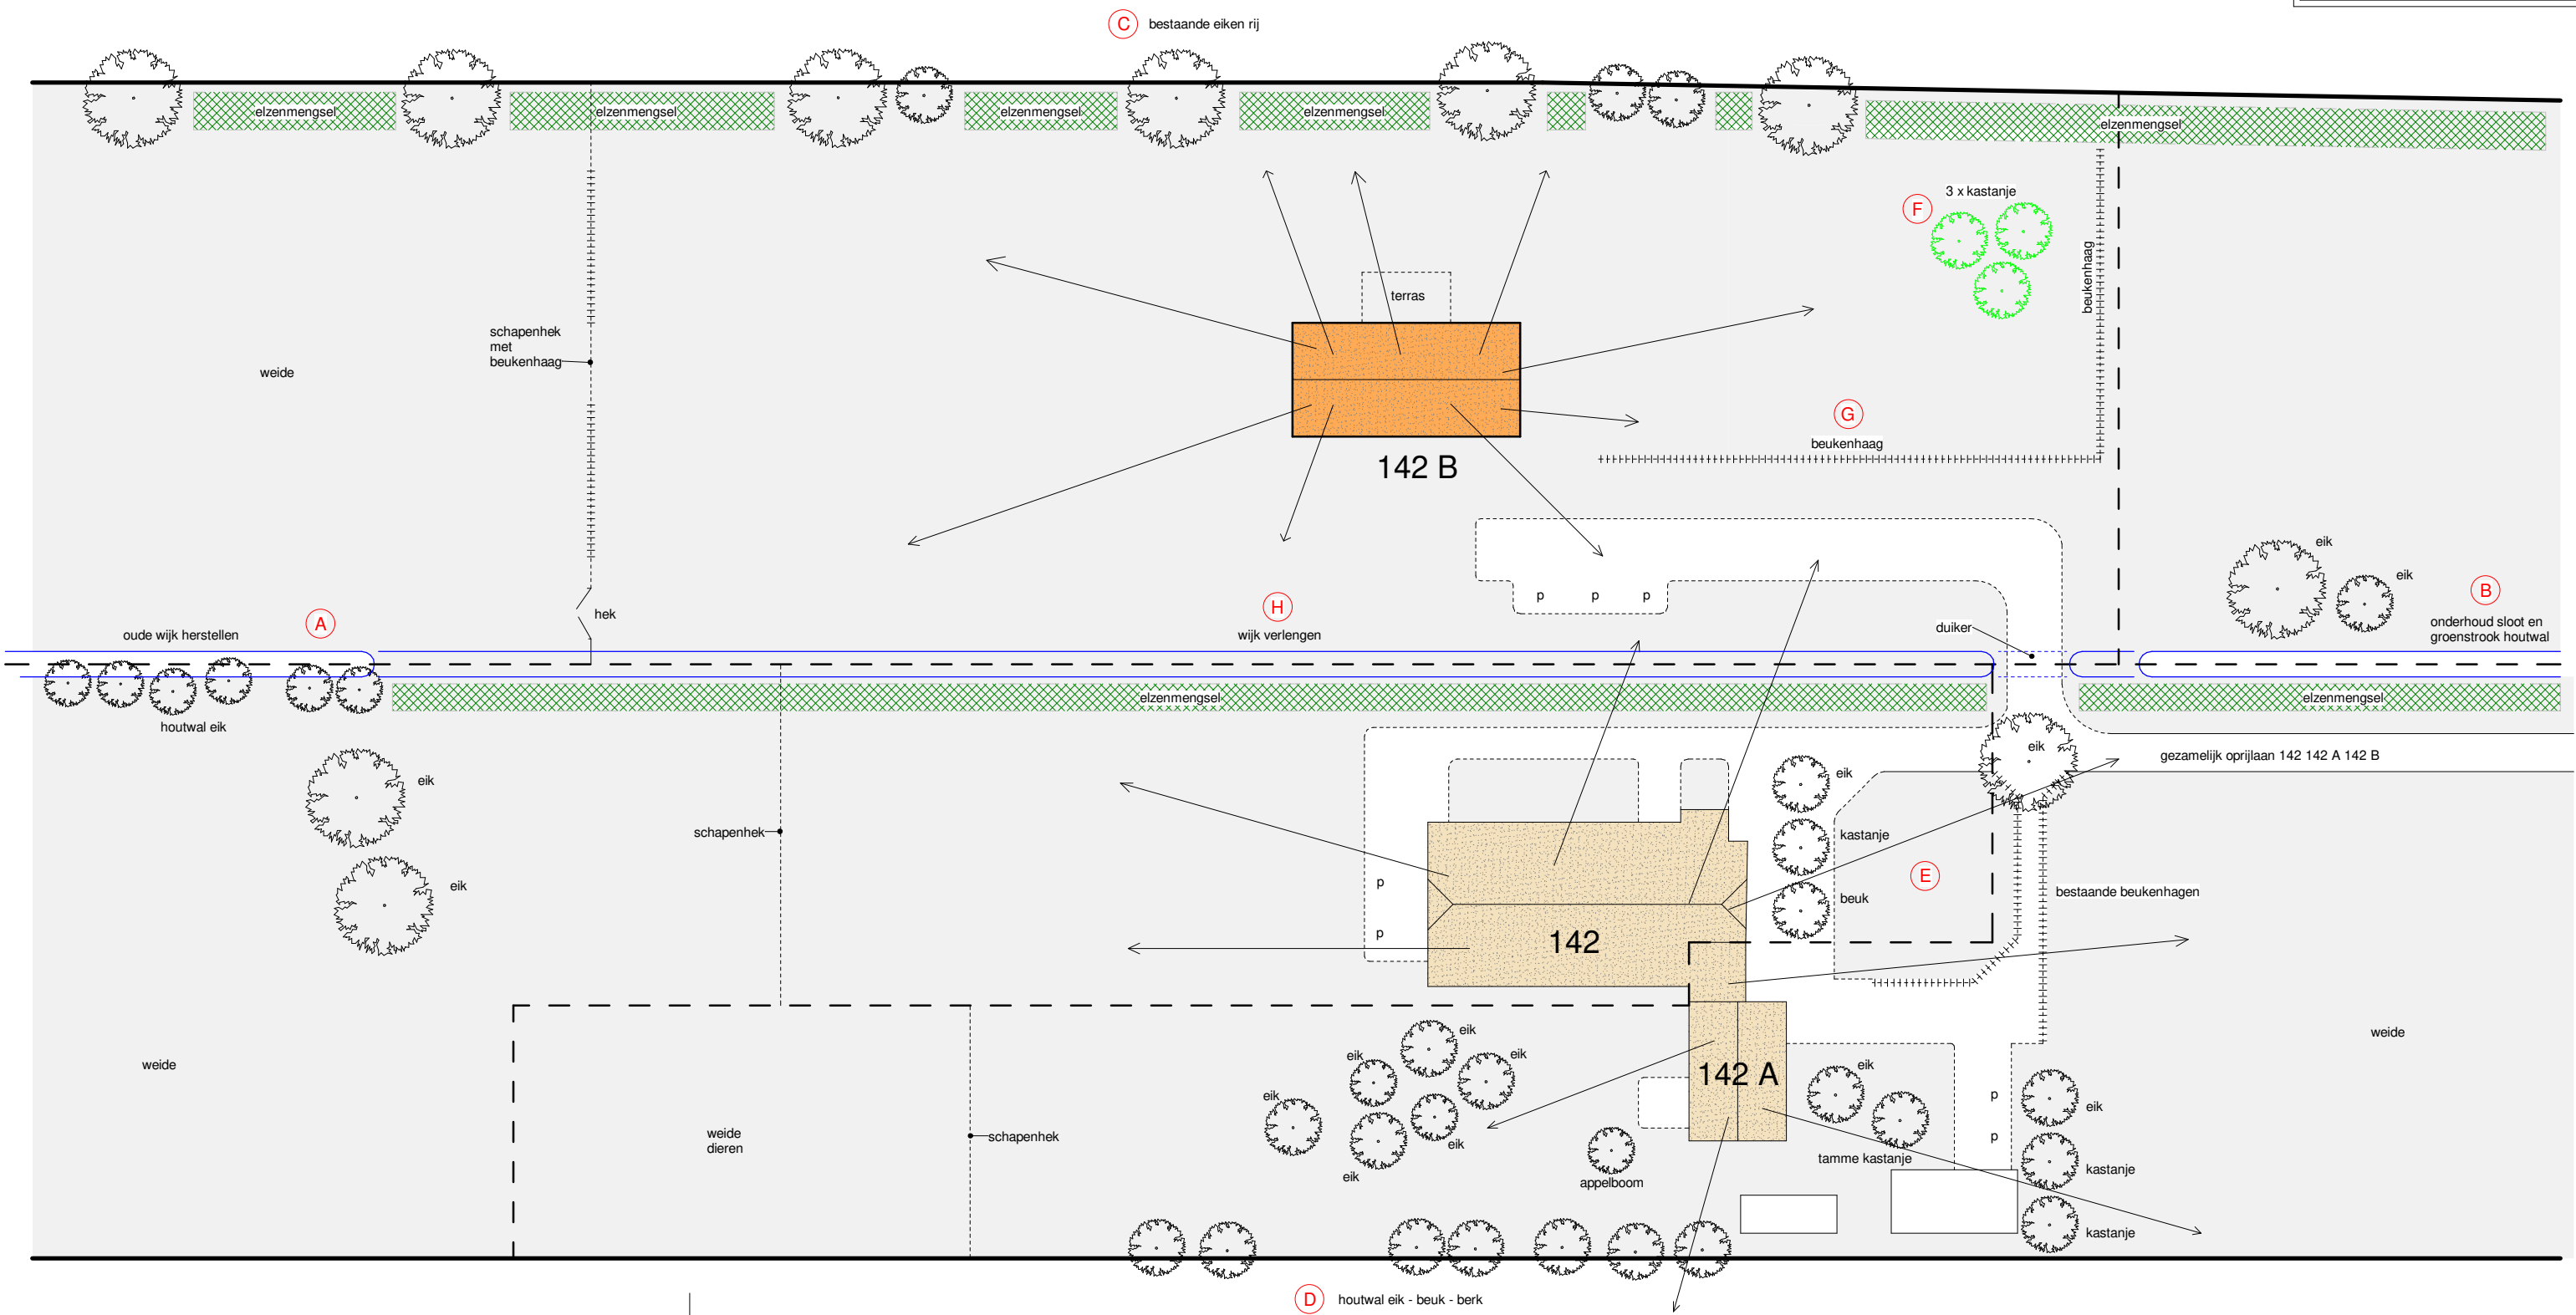 C bestaande eiken rij
elzenmengsel
elzenmengsel
elzenmengsel
elzenmengsel
elzenmengsel
3 x kastanje
F
beukenhaag
terras
schapenhek
met
beukenhaag
weide
G
beukenhaag
142 B
eik
eik
p p p
A
oude wijk herstellen
hek
H
wijk verlengen
duiker
B
onderhoud sloot en
groenstrook houtwal
elzenmengsel
elzenmengsel
houtwal eik
eik
gezamelijk oprijlaan 142 142 A 142 B
eik
eik
schapenhek
kastanje
E
p
eik
beuk
bestaande beukenhagen
p
142
weide
weide
eik
eik
eik
eik
eik
eik
142 A
eik
p
eik
p
weide
dieren
schapenhek
tamme kastanje
kastanje
appelboom
kastanje
D houtwal eik - beuk - berk